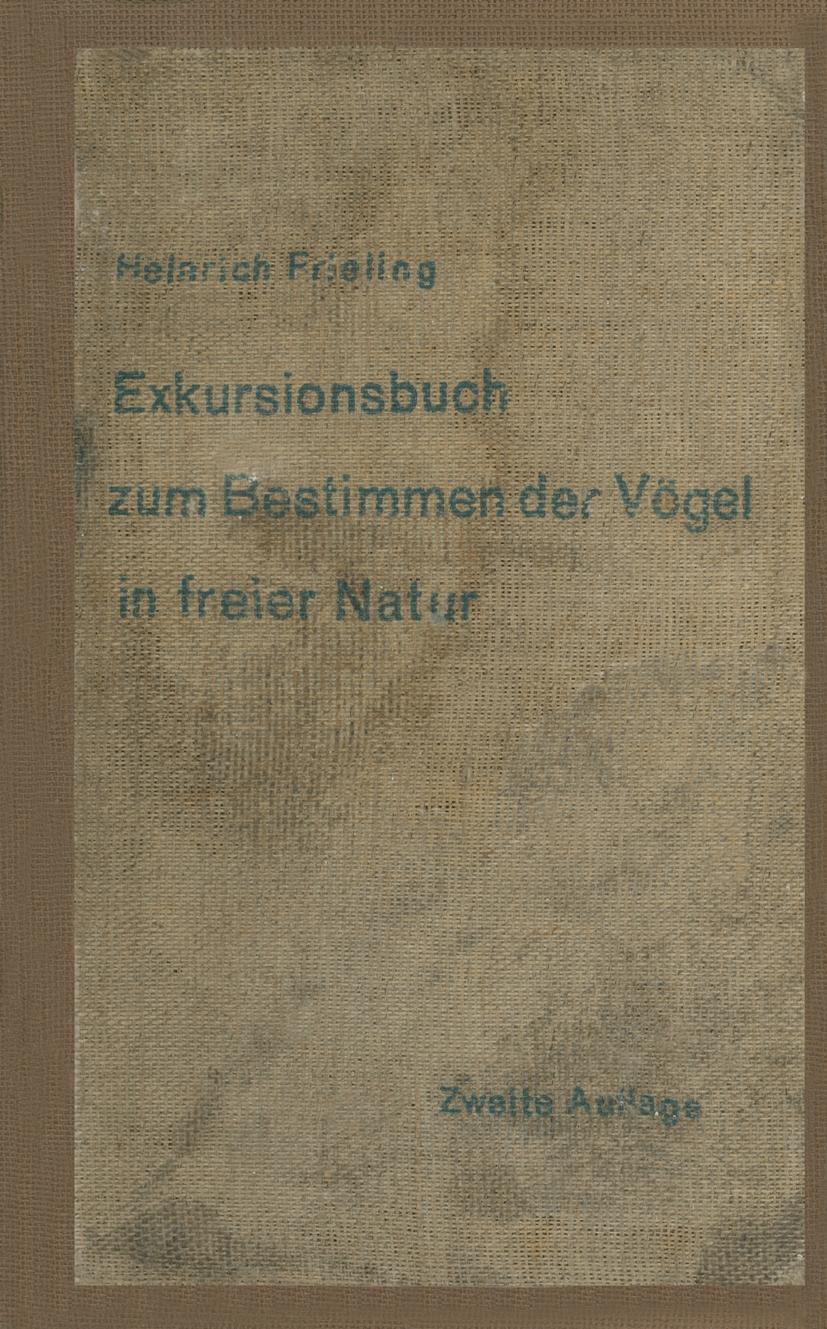 Heinrich Frieling
Exkursionsbuch
zum Bestimmen der Vögel
in freier Natur
Zweite Auflage